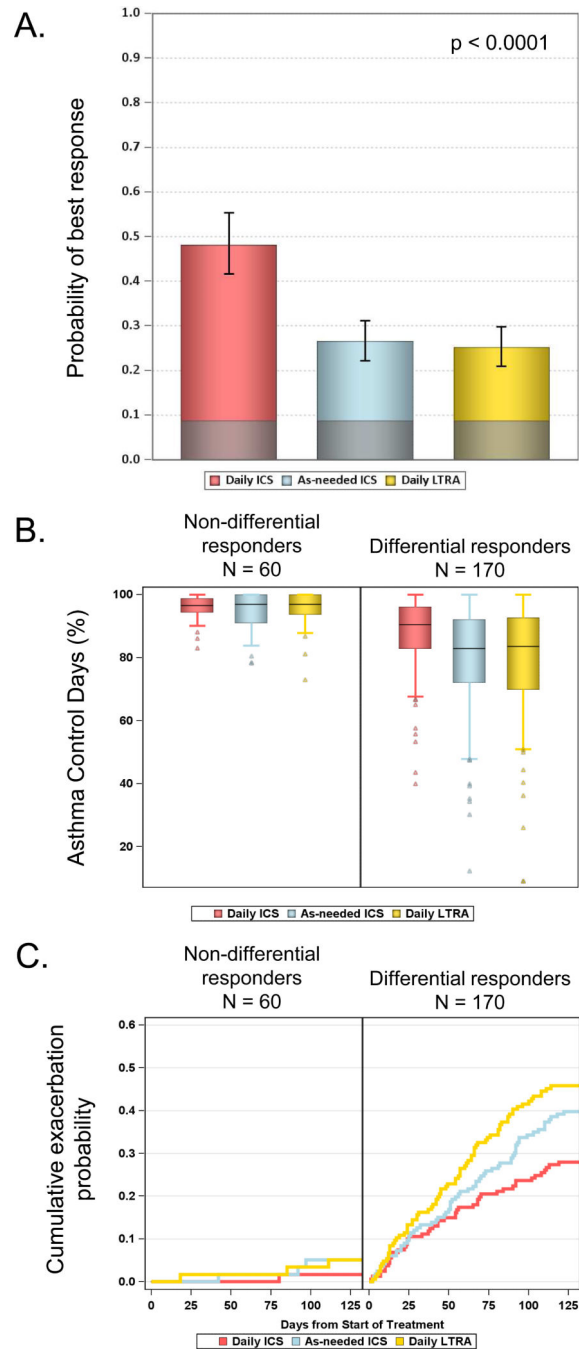 A.
p < 0.0001
Probability of best response
1.0
0.9
0.8
0.7
0.6
0.5
0.4
0.3
0.2
0.1
0.0
Daily ICS As-needed ICS Daily LTRA
B.
Non-differential
responders
N = 60
Differential responders
N = 170
Asthma Control Days (%)
100
80
60
40
20
Daily ICS As-needed ICS Daily LTRA
C.
Non-differential
responders
N = 60
Differential responders
N = 170
Cumulative exacerbation
probability
0.6
0.5
0.4
0.3
0.2
0.1
0.0
0 25 50 75 100 125 0 25 50 75 100 125
Days from Start of Treatment
Daily ICS As-needed ICS Daily LTRA